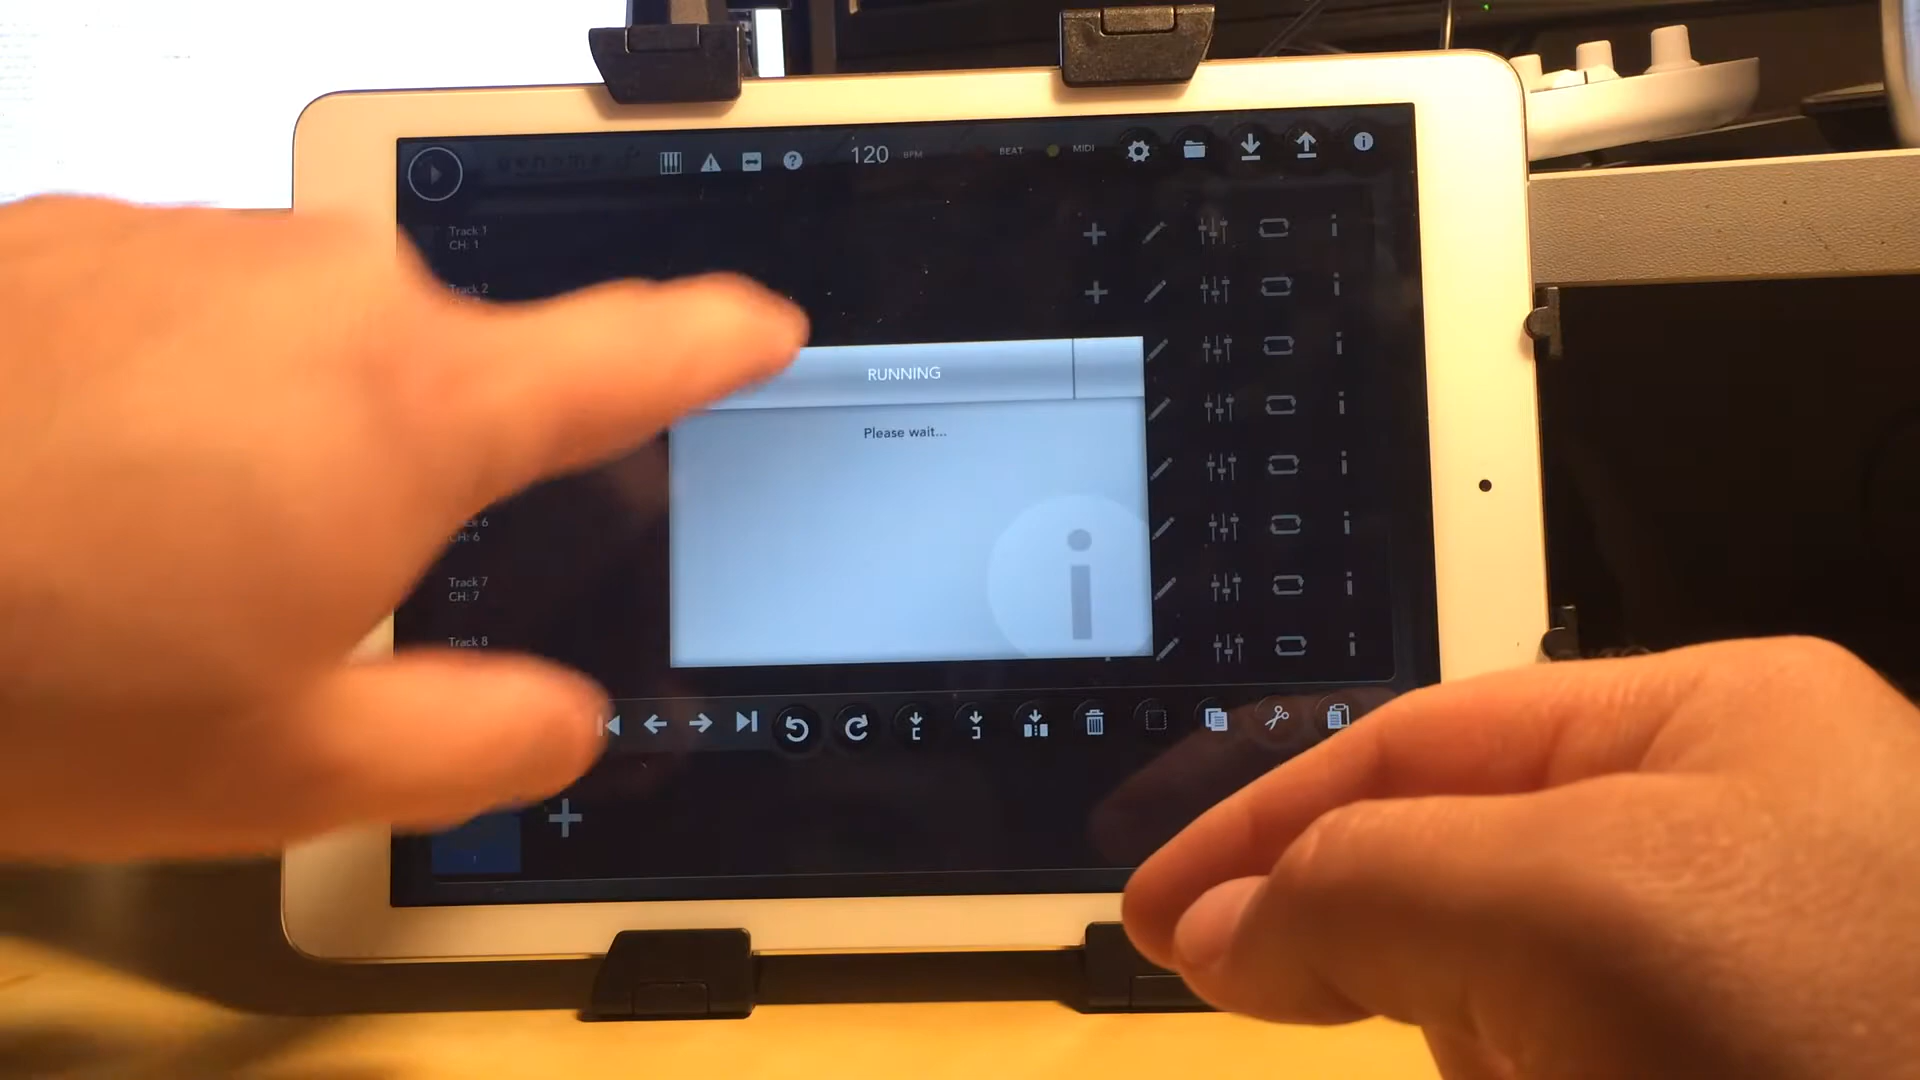 120 BPM BEAT MIDI
Track 1
CH: 1
Track 2
RUNNING
Please wait...
CH: 6
Track 7
CH: 7
Track 8